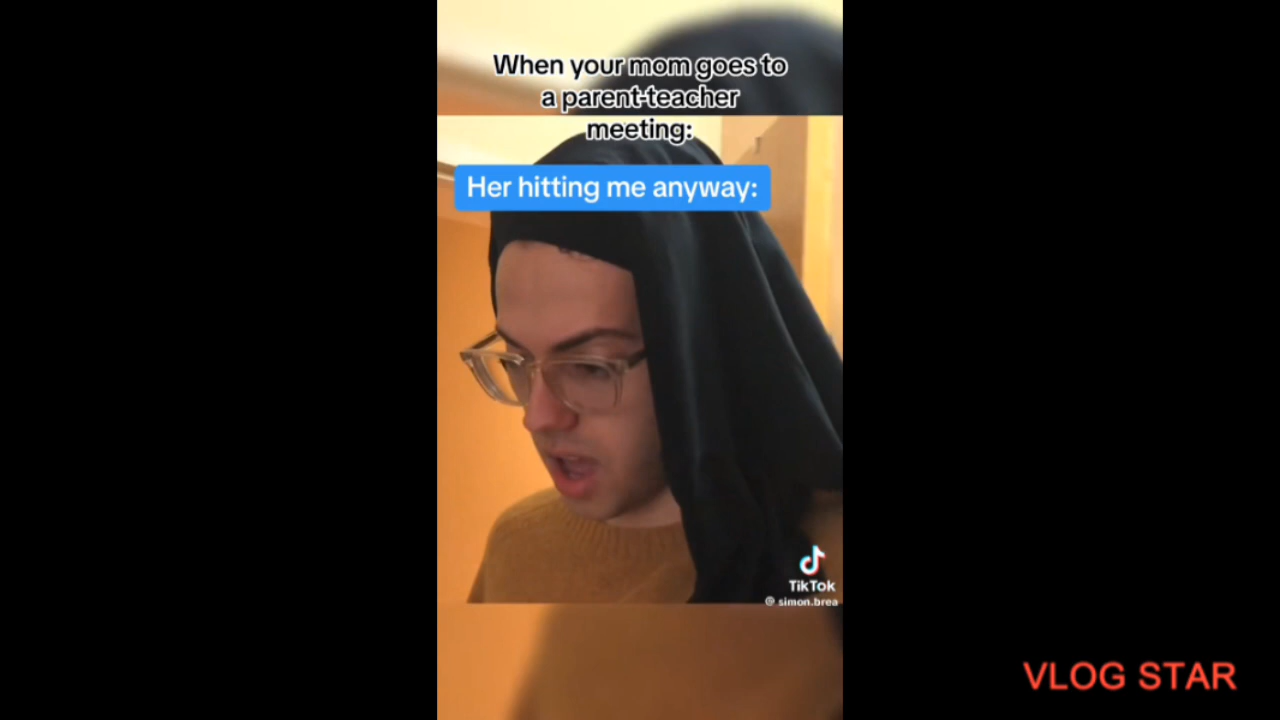 When your mom goes to
a parent-teacher
meeting:
Her hitting me anyway:
TikTok
@ simon.brea
VLOG STAR